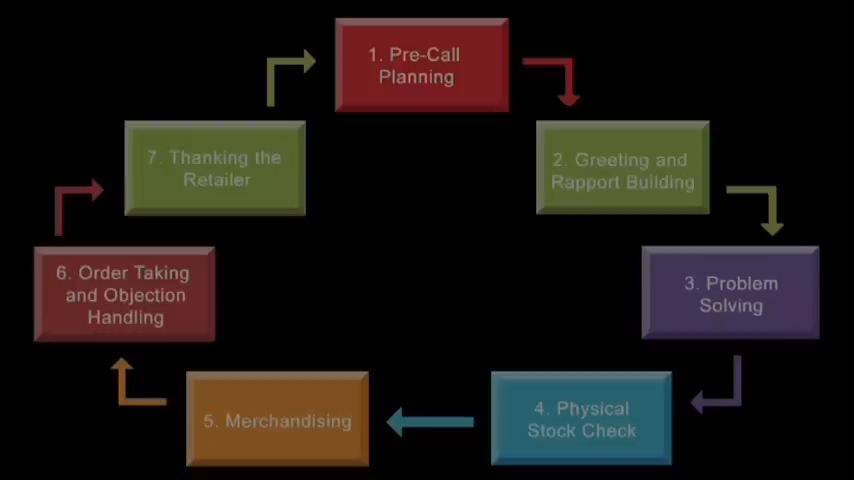 1. Pre-Call
Planning
2. Greeting and
Rapport Building
3. Problem
Solving
4. Physical
Stock Check
5. Merchandising
6. Order Taking
and Objection
Handling
7. Thanking the
Retailer